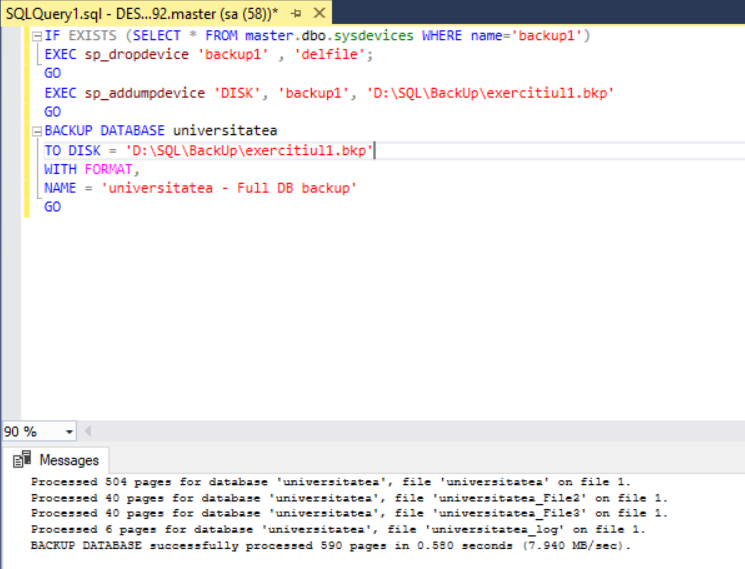 SQLQuery1.sql - DES...92.master (sa (58))*
IF EXISTS (SELECT * FROM master.dbo.sysdevices WHERE name='backup1')
EXEC sp_dropdevice 'backup1' , 'delfile';
GO
EXEC sp_addumpdevice 'DISK', 'backup1', 'D:\SQL\BackUp\exercitiul1.bkp'
GO
BACKUP DATABASE universitatea
TO DISK = 'D:\SQL\BackUp\exercitiul1.bkp'
WITH FORMAT,
NAME = 'universitatea - Full DB backup'
GO
90 %
Messages
Processed 504 pages for database 'universitatea', file 'universitatea' on file 1.
Processed 40 pages for database 'universitatea', file 'universitatea_File2' on file 1.
Processed 40 pages for database 'universitatea', file 'universitatea_File3' on file 1.
Processed 6 pages for database 'universitatea', file 'universitatea_log' on file 1.
BACKUP DATABASE successfully processed 590 pages in 0.580 seconds (7.940 MB/sec).